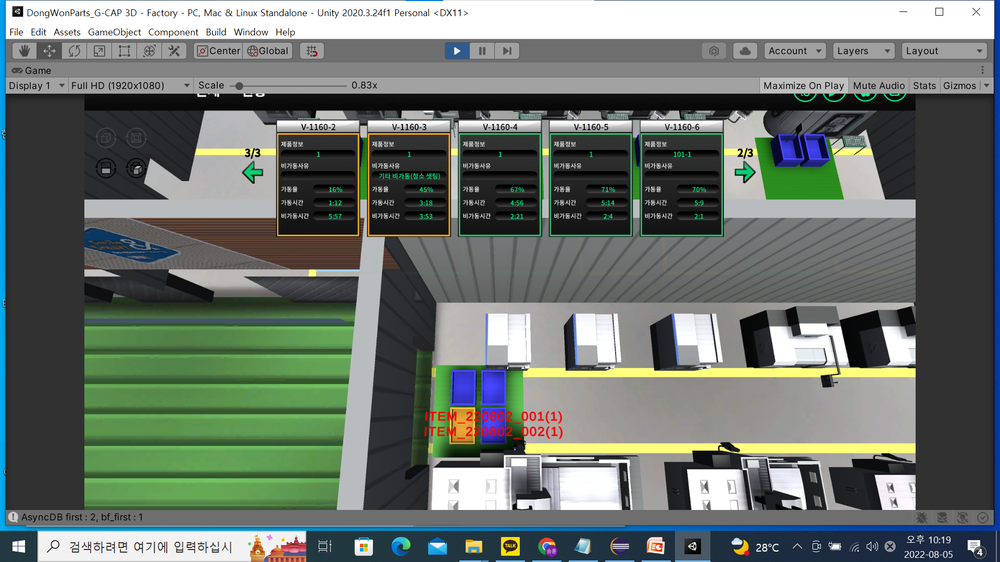 DongWonParts_G-CAP 3D - Factory - PC, Mac & Linux Standalone - Unity 2020.3.24f1 Personal <DX11>
File Edit Assets GameObject Component Build Window Help
Center Global Account Layers Layout
Game
Display 1 Full HD (1920x1080) Scale 0.83x Maximize On Play Mute Audio Stats Gizmos
V-1160-2 V-1160-3 V-1160-4 V-1160-5 V-1160-6
제품정보 제품정보 제품정보 제품정보 제품정보
3/3 1 1 1 1 101-1 2/3
비가동사유 비가동사유 비가동사유 비가동사유 비가동사유
기타 비가동(청소 셋팅)
가동율 16% 가동율 45% 가동율 67% 가동율 71% 가동율 70%
가동시간 1:12 가동시간 3:18 가동시간 4:56 가동시간 5:14 가동시간 5:9
비가동시간 5:57 비가동시간 3:53 비가동시간 2:21 비가동시간 2:4 비가동시간 2:1
Smile
Smart
ITEM_220802_001(1)
ITEM_220802_002(1)
AsyncDB first : 2, bf_first : 1
검색하려면 여기에 입력하십시
TALK
28°C
오후 10:19
2022-08-05
4